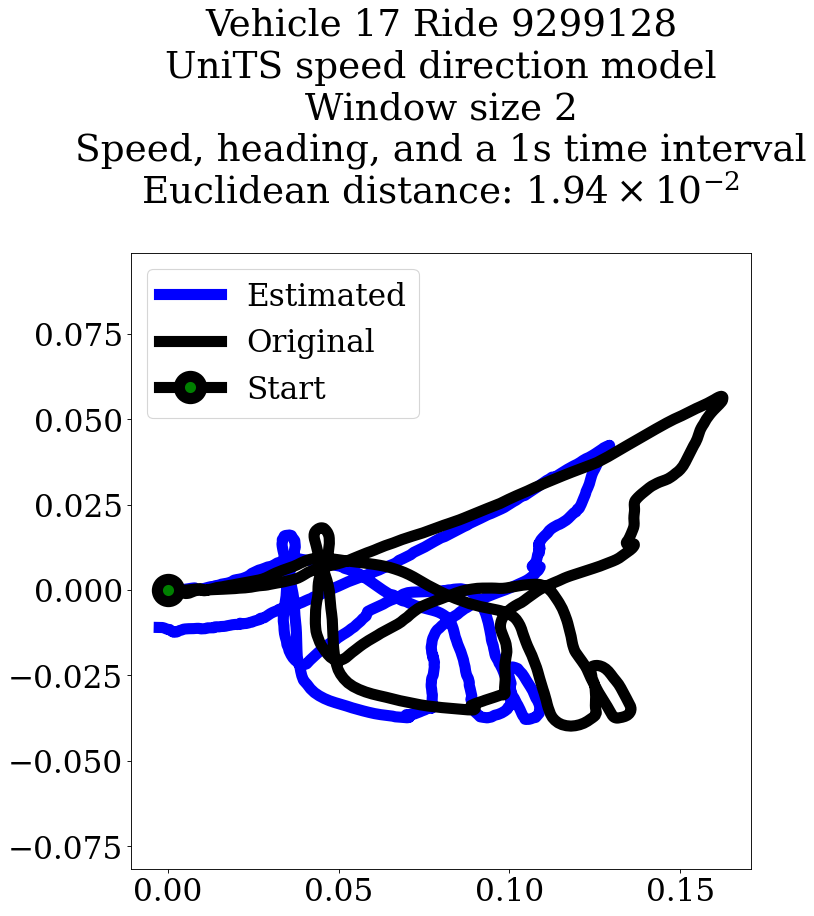 Vehicle 17 Ride 9299128
UniTS speed direction model
Window size 2
Speed, heading, and a 1s time interval
Euclidean distance: 1.94 × 10⁻²
Estimated
Original
Start
0.075
0.050
0.025
0.000
−0.025
−0.050
−0.075
0.00 0.05 0.10 0.15